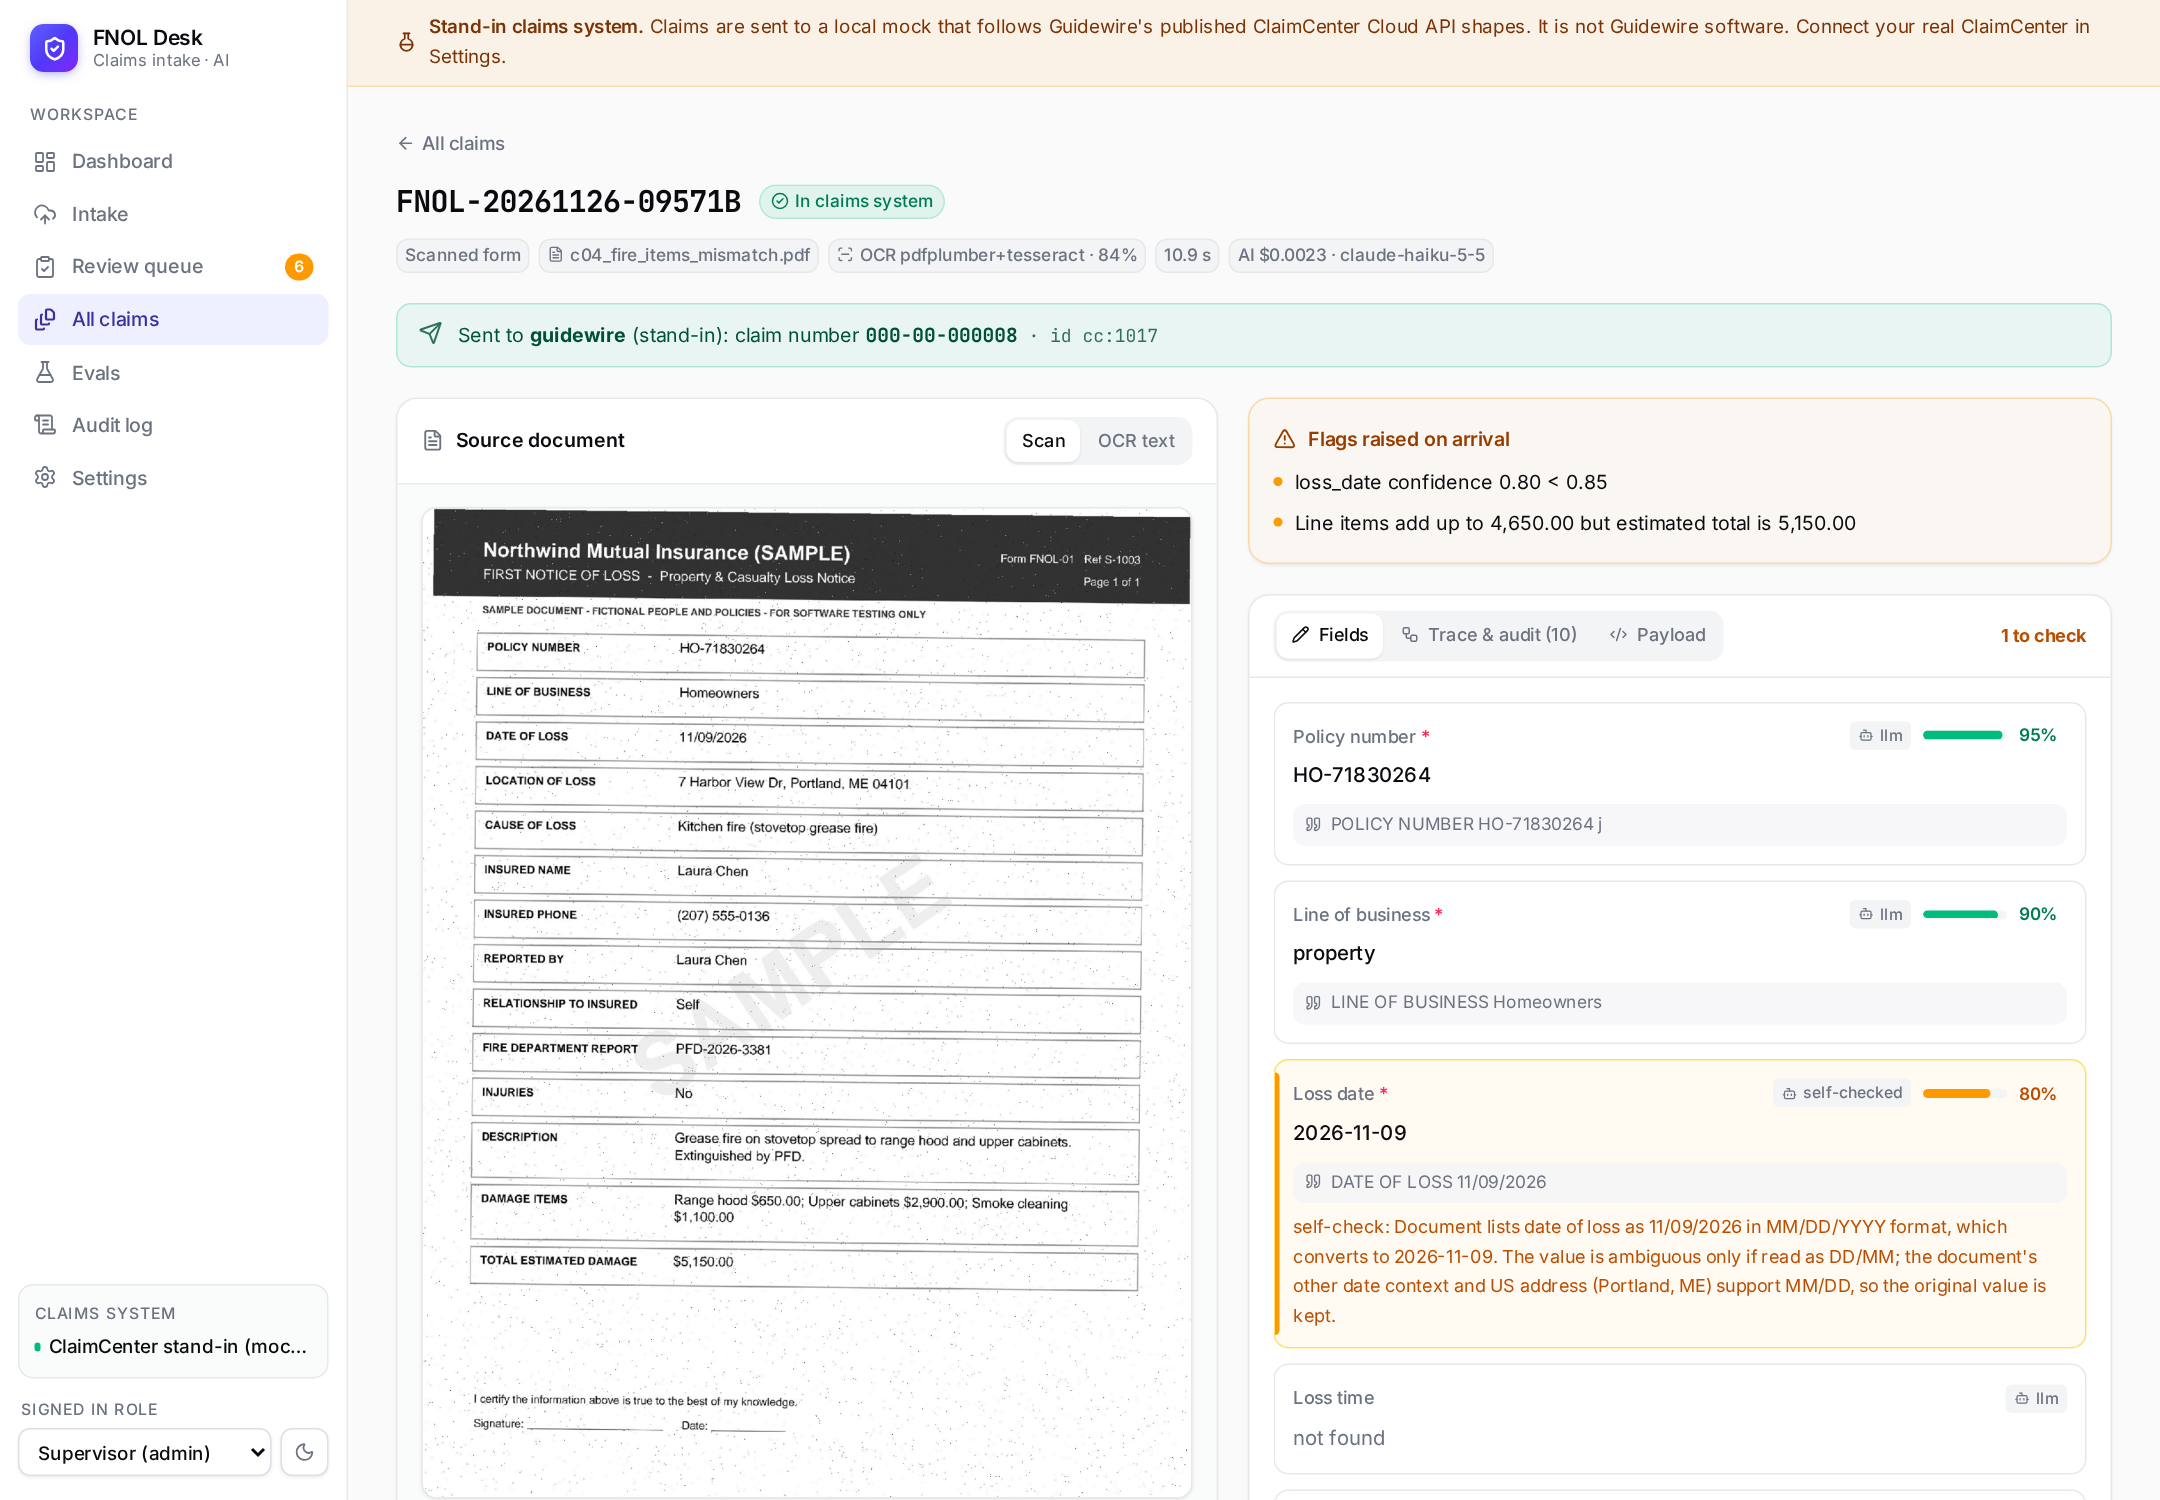 FNOL Desk
Claims intake · AI
WORKSPACE
Dashboard
Intake
Review queue
6
All claims
Evals
Audit log
Settings
CLAIMS SYSTEM
ClaimCenter stand-in (moc...
SIGNED IN ROLE
Supervisor (admin)
Stand-in claims system. Claims are sent to a local mock that follows Guidewire's published ClaimCenter Cloud API shapes. It is not Guidewire software. Connect your real ClaimCenter in
Settings.
All claims
FNOL-20261126-09571B
In claims system
Scanned form
c04_fire_items_mismatch.pdf
OCR pdfplumber+tesseract · 84%
10.9 s
AI $0.0023 · claude-haiku-5-5
Sent to guidewire (stand-in): claim number 000-00-000008 · id cc:1017
Source document
Scan
OCR text
Northwind Mutual Insurance (SAMPLE)
Form FNOL-01 Ref S-1003
FIRST NOTICE OF LOSS - Property & Casualty Loss Notice
Page 1 of 1
SAMPLE DOCUMENT - FICTIONAL PEOPLE AND POLICIES - FOR SOFTWARE TESTING ONLY
POLICY NUMBER HO-71830264
LINE OF BUSINESS Homeowners
DATE OF LOSS 11/09/2026
LOCATION OF LOSS 7 Harbor View Dr, Portland, ME 04101
CAUSE OF LOSS Kitchen fire (stovetop grease fire)
INSURED NAME Laura Chen
INSURED PHONE (207) 555-0136
REPORTED BY Laura Chen
RELATIONSHIP TO INSURED Self
FIRE DEPARTMENT REPORT PFD-2026-3381
INJURIES No
DESCRIPTION Grease fire on stovetop spread to range hood and upper cabinets.
Extinguished by PFD.
DAMAGE ITEMS Range hood $650.00; Upper cabinets $2,900.00; Smoke cleaning
$1,100.00
TOTAL ESTIMATED DAMAGE $5,150.00
SAMPLE
I certify the information above is true to the best of my knowledge.
Signature: Date:
Flags raised on arrival
loss_date confidence 0.80 < 0.85
Line items add up to 4,650.00 but estimated total is 5,150.00
Fields
Trace & audit (10)
Payload
1 to check
Policy number *
llm
95%
HO-71830264
POLICY NUMBER HO-71830264 j
Line of business *
llm
90%
property
LINE OF BUSINESS Homeowners
Loss date *
self-checked
80%
2026-11-09
DATE OF LOSS 11/09/2026
self-check: Document lists date of loss as 11/09/2026 in MM/DD/YYYY format, which
converts to 2026-11-09. The value is ambiguous only if read as DD/MM; the document's
other date context and US address (Portland, ME) support MM/DD, so the original value is
kept.
Loss time
llm
not found